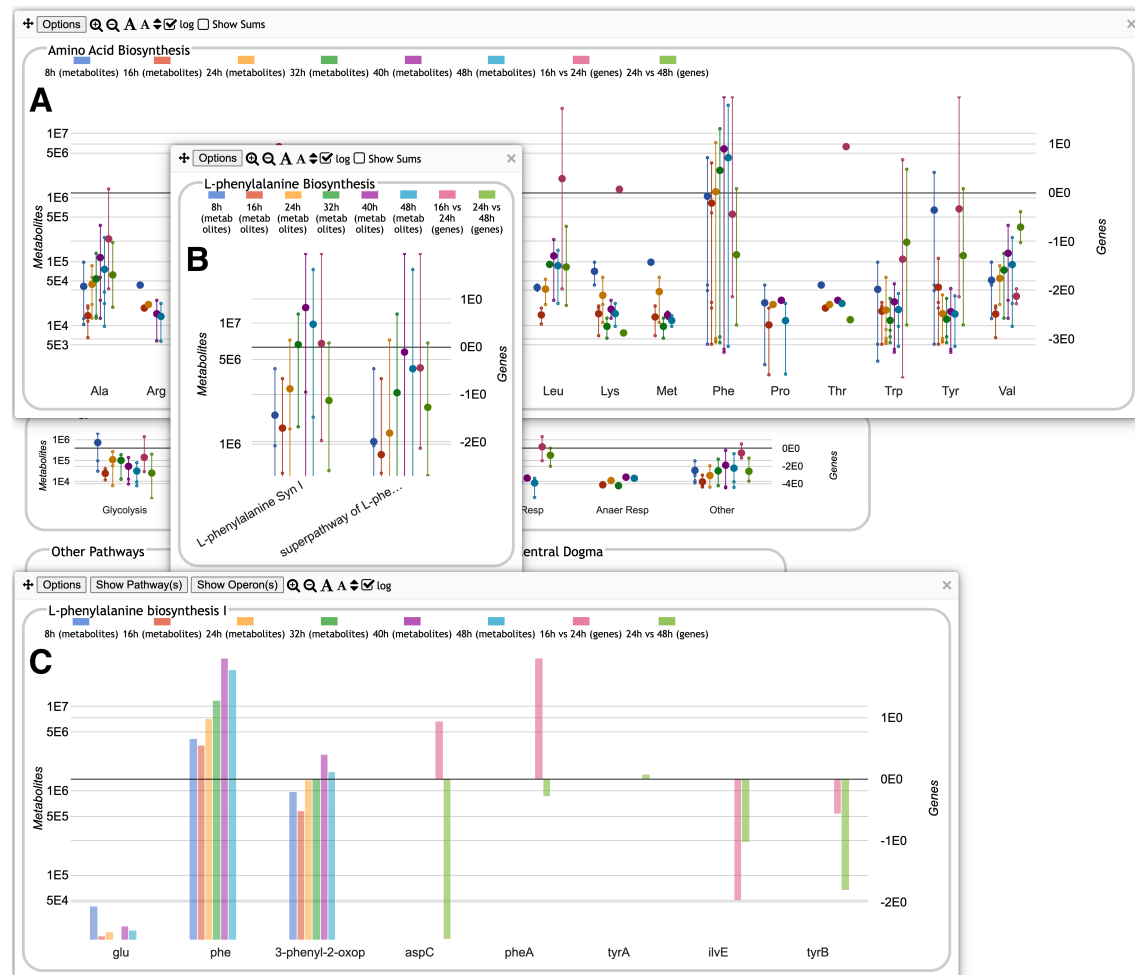 Options A A log Show Sums ×
Amino Acid Biosynthesis
8h (metabolites) 16h (metabolites) 24h (metabolites) 32h (metabolites) 40h (metabolites) 48h (metabolites) 16h vs 24h (genes) 24h vs 48h (genes)
A
Metabolites
1E7
5E6
1E6
5E5
1E5
5E4
1E4
5E3
1E0
0E0
-1E0
-2E0
-3E0
Genes
Ala Arg Leu Lys Met Phe Pro Thr Trp Tyr Val
Options A A log Show Sums ×
L-phenylalanine Biosynthesis
8h (metab olites)
16h (metab olites)
24h (metab olites)
32h (metab olites)
40h (metab olites)
48h (metab olites)
16h vs 24h (genes)
24h vs 48h (genes)
B
Metabolites
1E7
5E6
1E6
1E0
0E0
-1E0
-2E0
Genes
L-phenylalanine Syn I
superpathway of L-phe...
Metabolites
1E6
1E5
1E4
0E0
-2E0
-4E0
Genes
Glycolysis Resp Anaer Resp Other
Other Pathways entral Dogma
Options Show Pathway(s) Show Operon(s) A A log ×
L-phenylalanine biosynthesis I
8h (metabolites) 16h (metabolites) 24h (metabolites) 32h (metabolites) 40h (metabolites) 48h (metabolites) 16h vs 24h (genes) 24h vs 48h (genes)
C
Metabolites
1E7
5E6
1E6
5E5
1E5
5E4
1E0
0E0
-1E0
-2E0
Genes
glu phe 3-phenyl-2-oxop aspC pheA tyrA ilvE tyrB